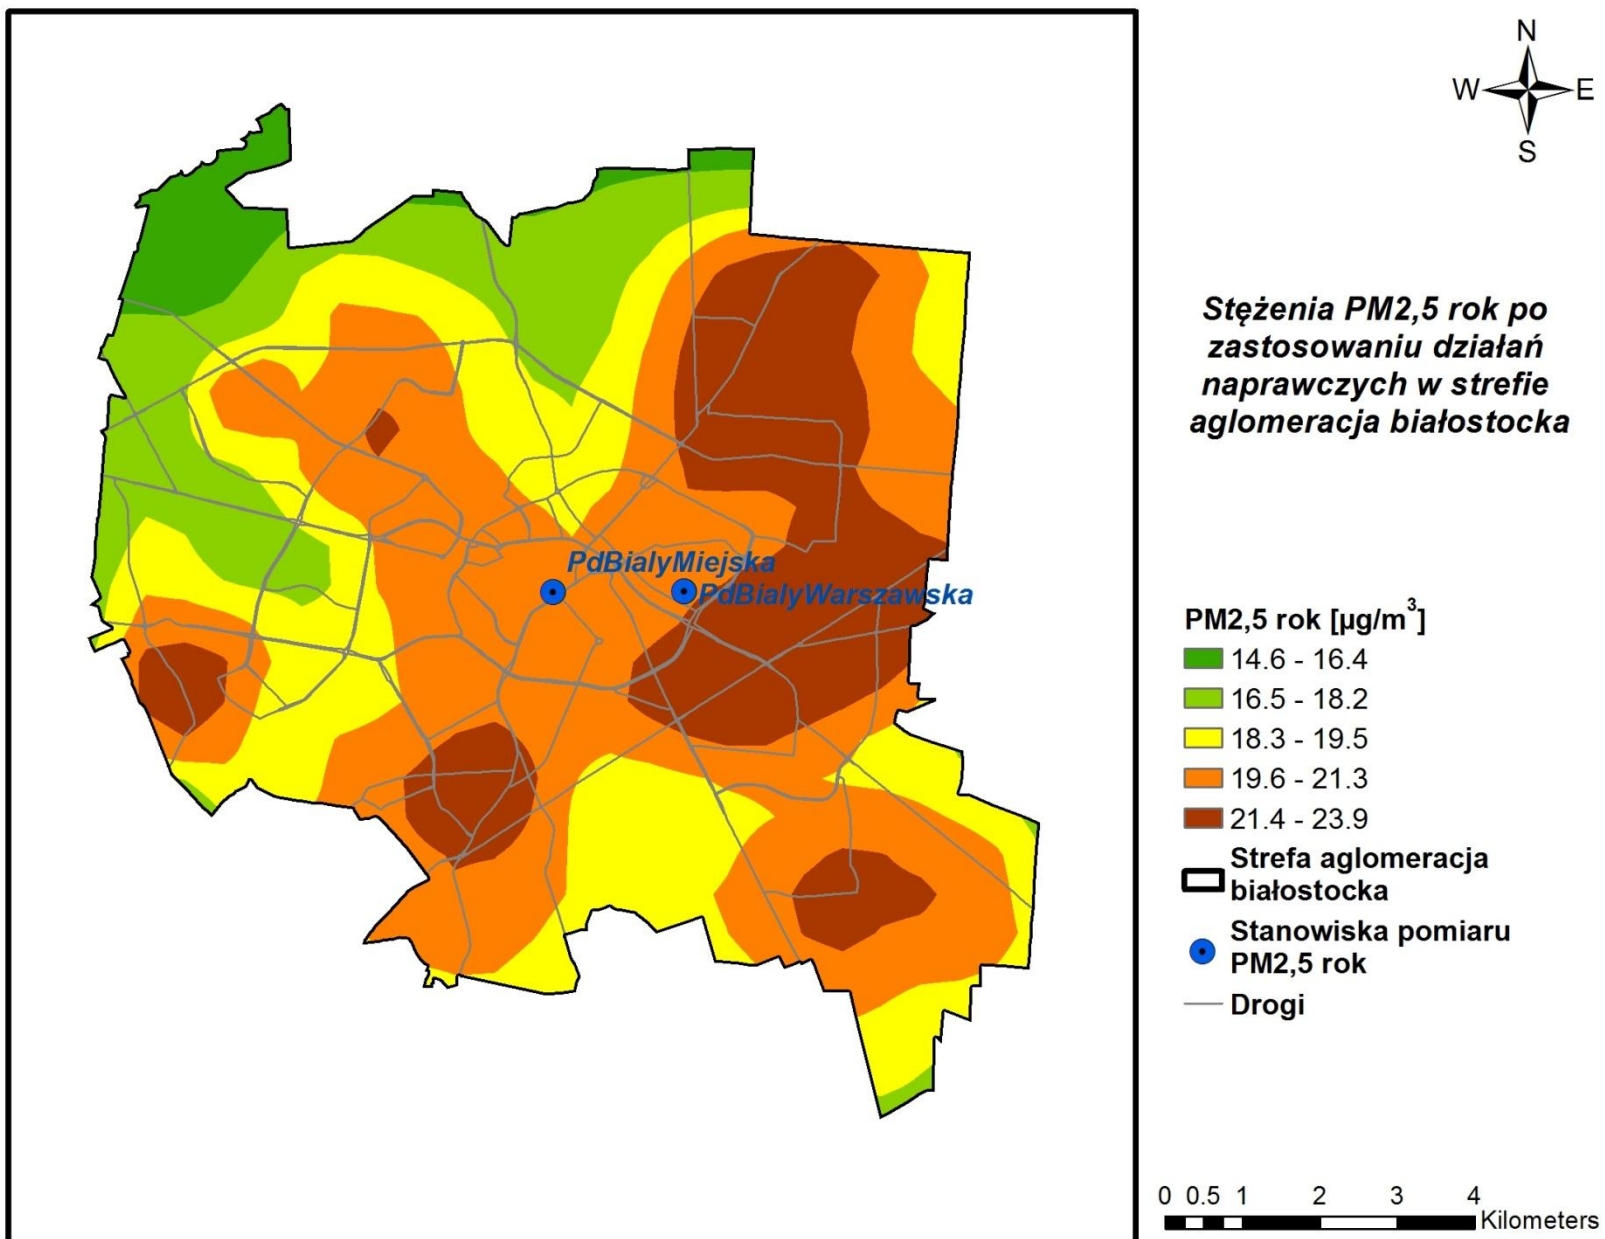 N
W E
S
Stężenia PM2,5 rok po
zastosowaniu działań
naprawczych w strefie
aglomeracja białostocka
PdBialyMiejska
PdBialyWarszawska
PM2,5 rok [µg/m³]
14.6 - 16.4
16.5 - 18.2
18.3 - 19.5
19.6 - 21.3
21.4 - 23.9
Strefa aglomeracja
białostocka
Stanowiska pomiaru
PM2,5 rok
Drogi
0 0.5 1 2 3 4
Kilometers